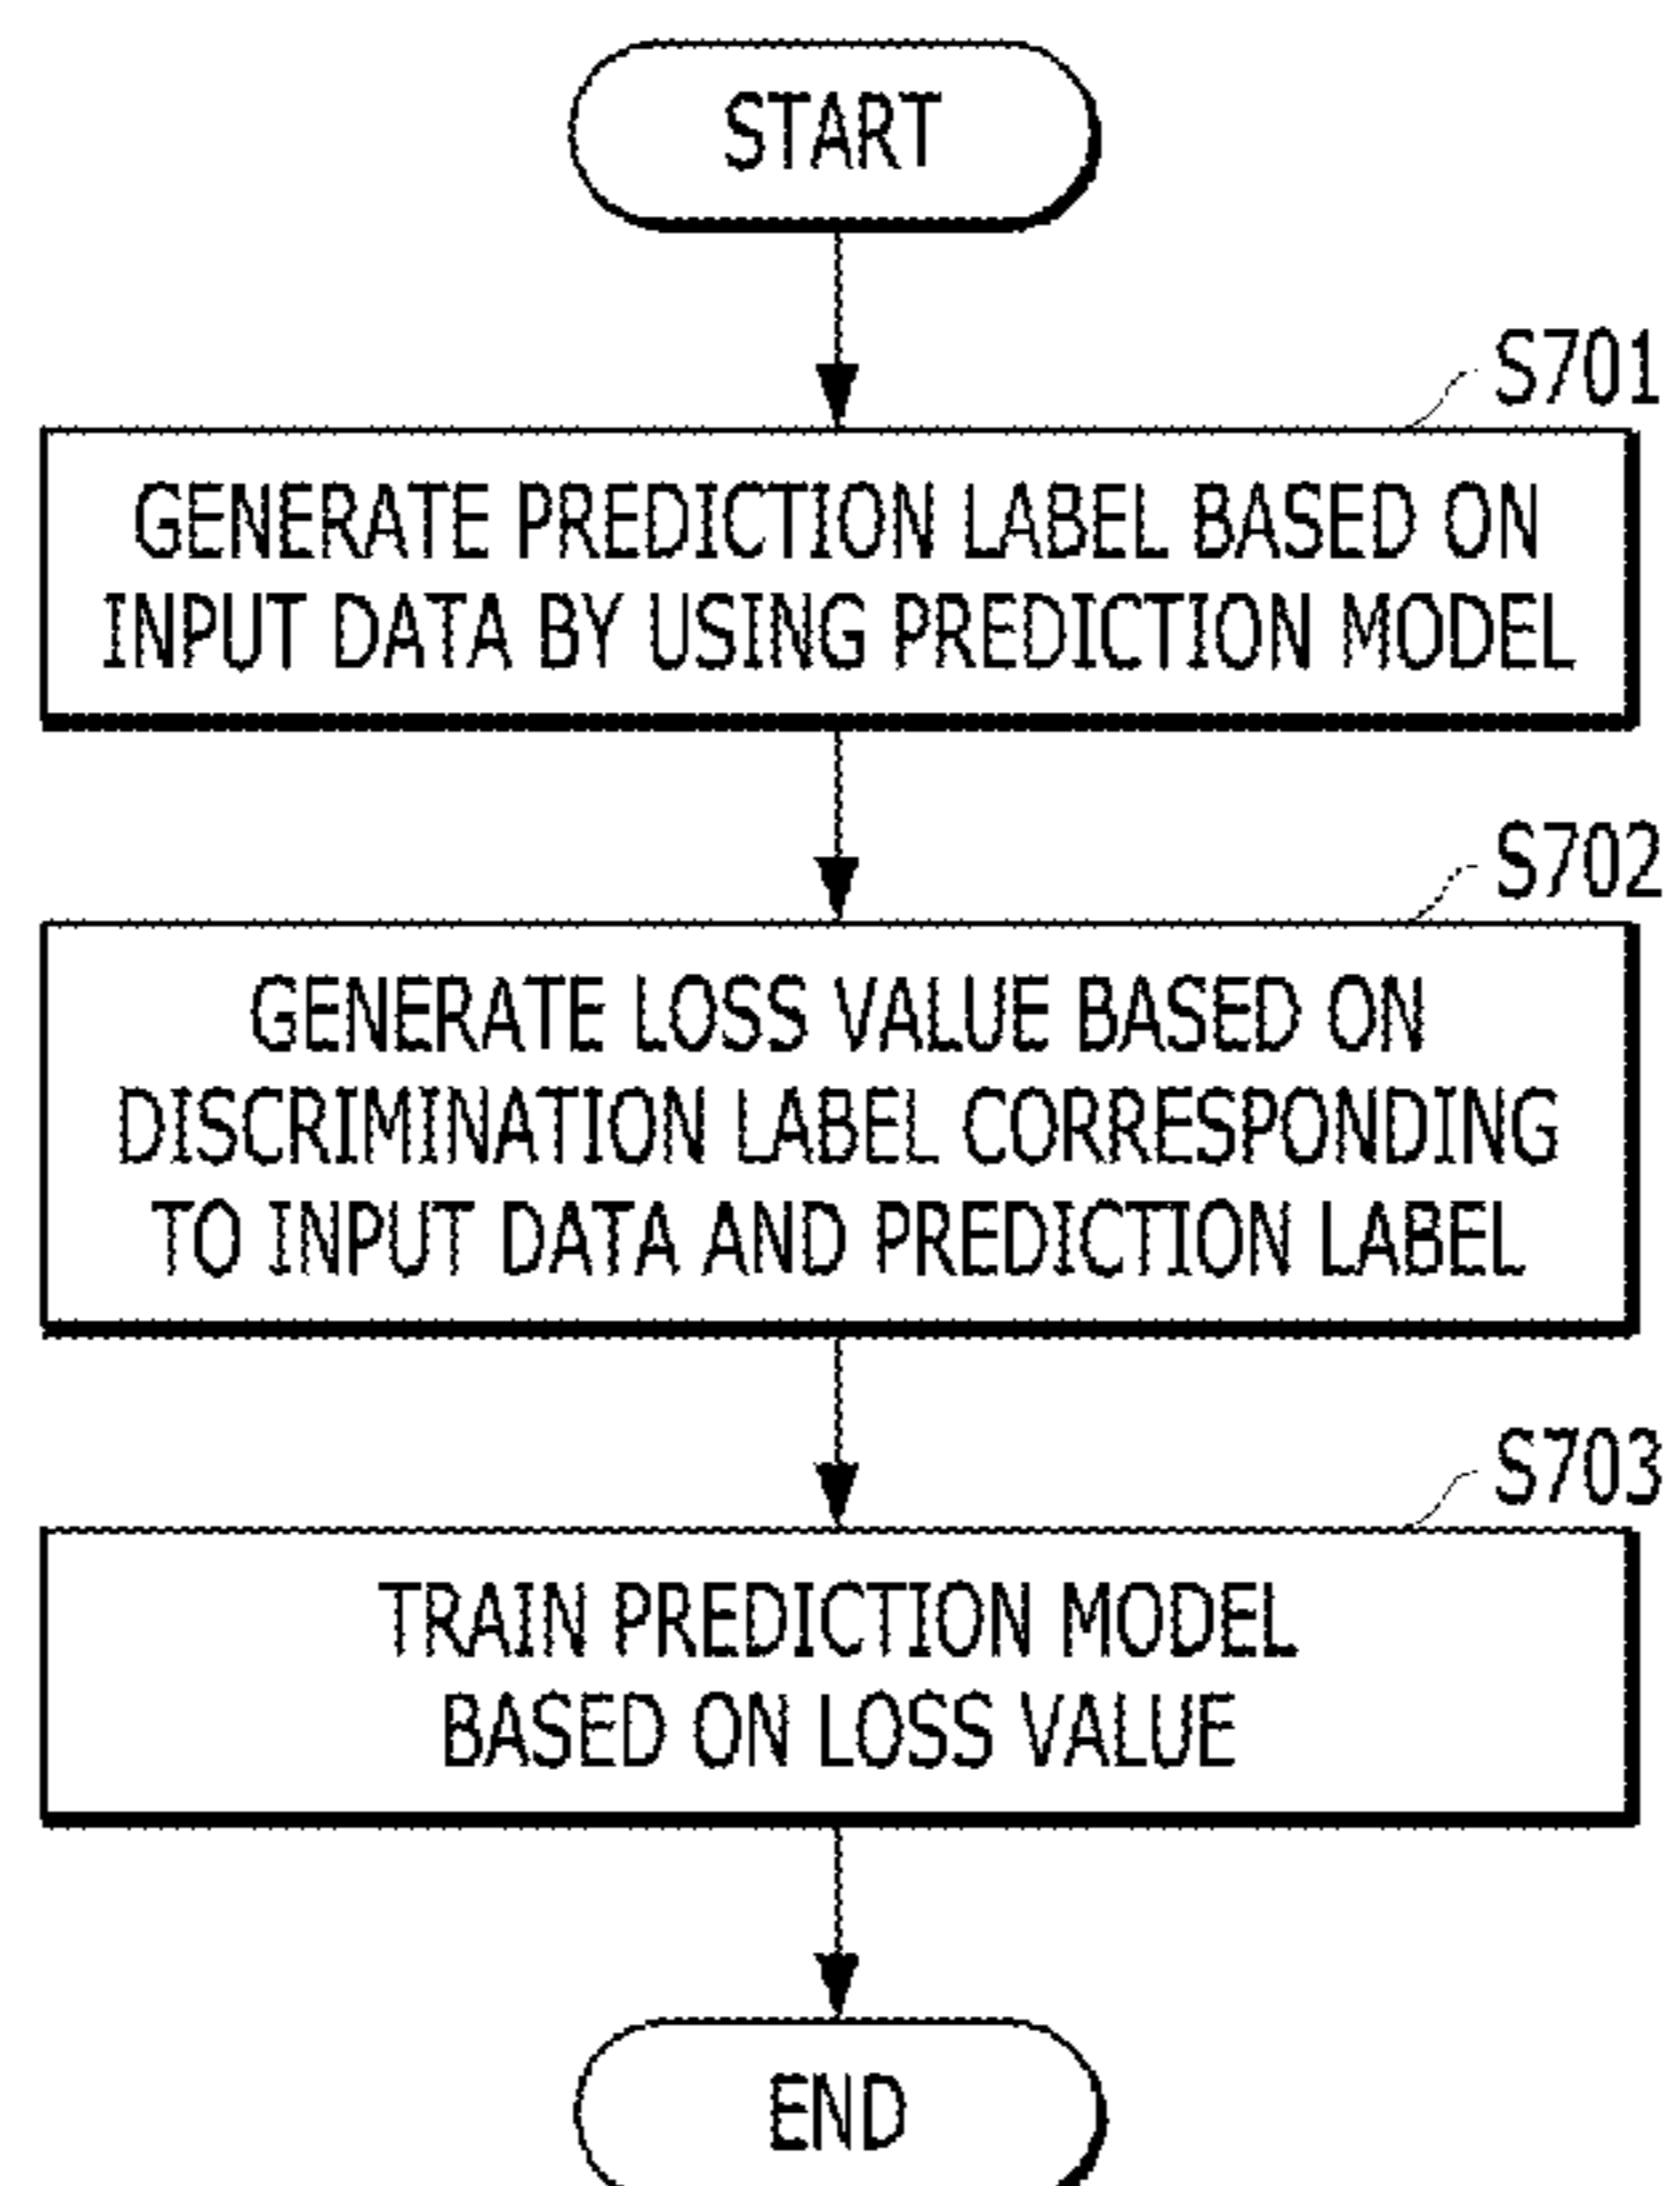 START
S701
GENERATE PREDICTION LABEL BASED ON
INPUT DATA BY USING PREDICTION MODEL
S702
GENERATE LOSS VALUE BASED ON
DISCRIMINATION LABEL CORRESPONDING
TO INPUT DATA AND PREDICTION LABEL
S703
TRAIN PREDICTION MODEL
BASED ON LOSS VALUE
END